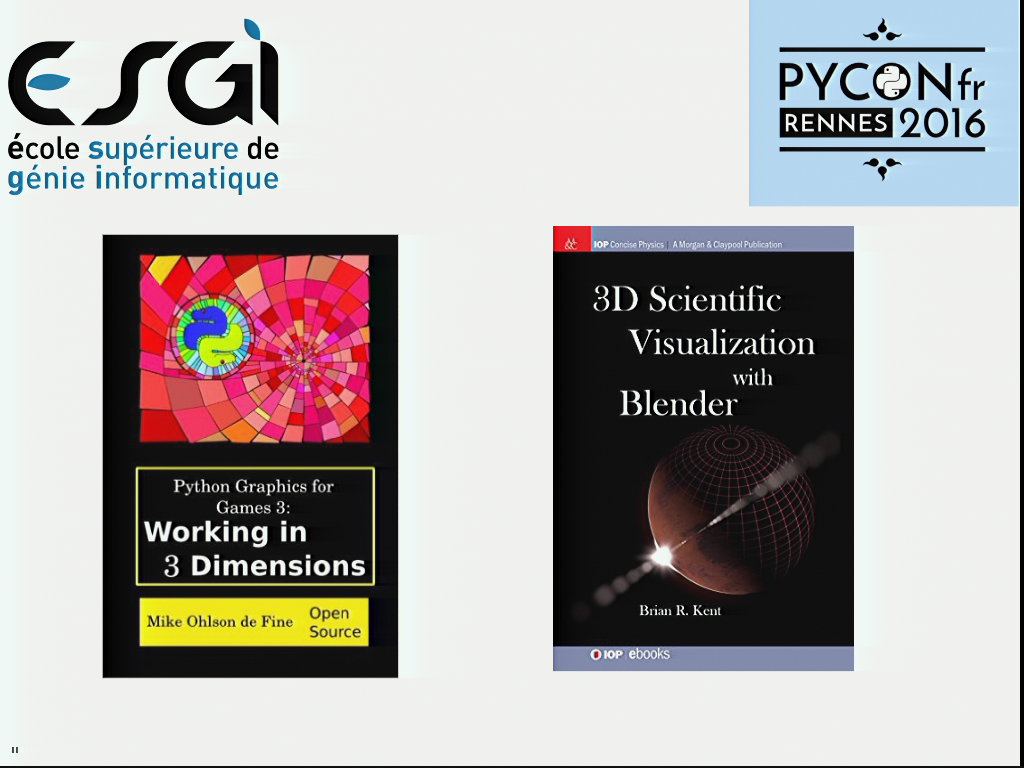 ESGI
école supérieure de
génie informatique
PYCONfr
RENNES 2016
Python Graphics for
Games 3:
Working in
3 Dimensions
Mike Ohlson de Fine
Open
Source
M&C
IOP Concise Physics | A Morgan & Claypool Publication
3D Scientific
Visualization
with
Blender
Brian R. Kent
IOP ebooks
11